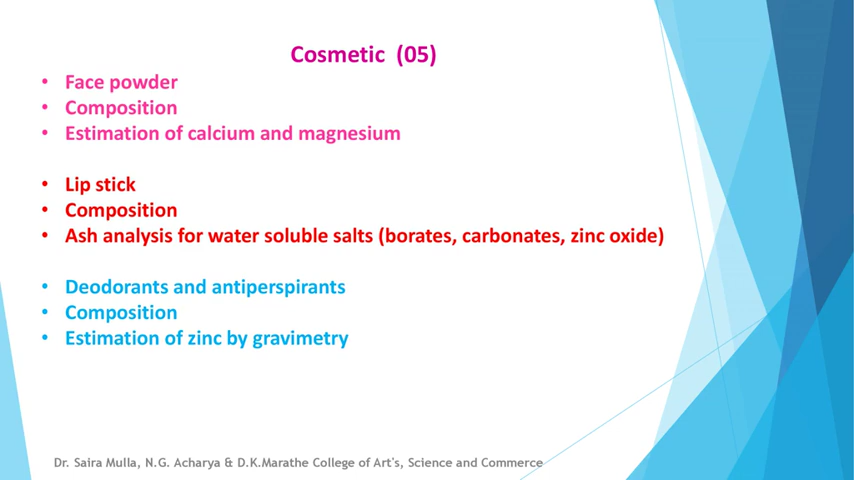 Cosmetic (05)
• Face powder
• Composition
• Estimation of calcium and magnesium
• Lip stick
• Composition
• Ash analysis for water soluble salts (borates, carbonates, zinc oxide)
• Deodorants and antiperspirants
• Composition
• Estimation of zinc by gravimetry
Dr. Saira Mulla, N.G. Acharya & D.K.Marathe College of Art's, Science and Commerce